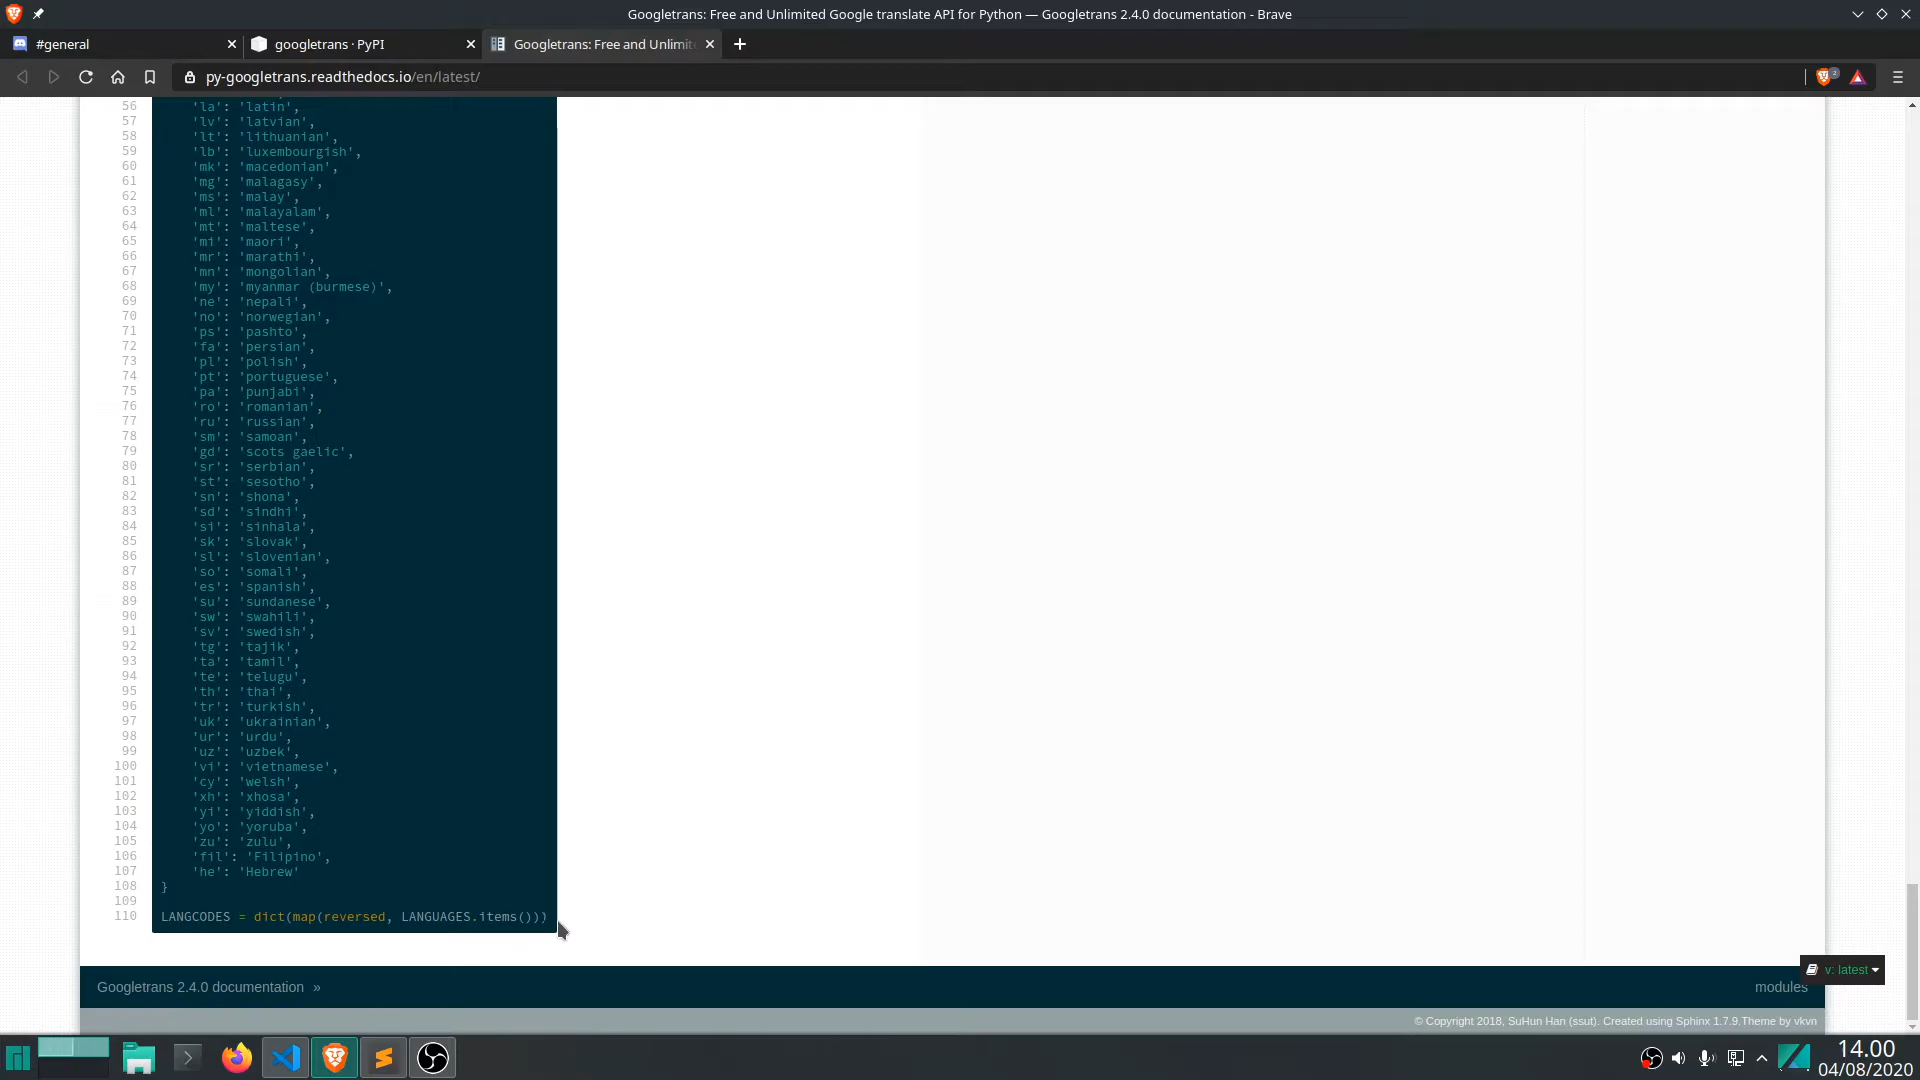 Googletrans: Free and Unlimited Google translate API for Python — Googletrans 2.4.0 documentation - Brave
#general
googletrans · PyPI
Googletrans: Free and Unlimit
py-googletrans.readthedocs.io/en/latest/
2
56 'la': 'latin',
57 'lv': 'latvian',
58 'lt': 'lithuanian',
59 'lb': 'luxembourgish',
60 'mk': 'macedonian',
61 'mg': 'malagasy',
62 'ms': 'malay',
63 'ml': 'malayalam',
64 'mt': 'maltese',
65 'mi': 'maori',
66 'mr': 'marathi',
67 'mn': 'mongolian',
68 'my': 'myanmar (burmese)',
69 'ne': 'nepali',
70 'no': 'norwegian',
71 'ps': 'pashto',
72 'fa': 'persian',
73 'pl': 'polish',
74 'pt': 'portuguese',
75 'pa': 'punjabi',
76 'ro': 'romanian',
77 'ru': 'russian',
78 'sm': 'samoan',
79 'gd': 'scots gaelic',
80 'sr': 'serbian',
81 'st': 'sesotho',
82 'sn': 'shona',
83 'sd': 'sindhi',
84 'si': 'sinhala',
85 'sk': 'slovak',
86 'sl': 'slovenian',
87 'so': 'somali',
88 'es': 'spanish',
89 'su': 'sundanese',
90 'sw': 'swahili',
91 'sv': 'swedish',
92 'tg': 'tajik',
93 'ta': 'tamil',
94 'te': 'telugu',
95 'th': 'thai',
96 'tr': 'turkish',
97 'uk': 'ukrainian',
98 'ur': 'urdu',
99 'uz': 'uzbek',
100 'vi': 'vietnamese',
101 'cy': 'welsh',
102 'xh': 'xhosa',
103 'yi': 'yiddish',
104 'yo': 'yoruba',
105 'zu': 'zulu',
106 'fil': 'Filipino',
107 'he': 'Hebrew'
108 }
109
110 LANGCODES = dict(map(reversed, LANGUAGES.items()))
v: latest
Googletrans 2.4.0 documentation »
modules
© Copyright 2018, SuHun Han (ssut). Created using Sphinx 1.7.9.Theme by vkvn
14.00
04/08/2020